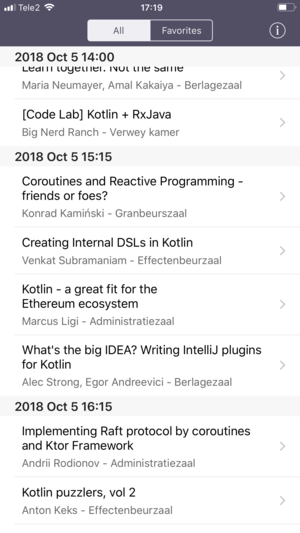 Tele2
17:19
All
Favorites
2018 Oct 5 14:00
Learn together. Not the same
Maria Neumayer, Amal Kakaiya - Berlagezaal
[Code Lab] Kotlin + RxJava
Big Nerd Ranch - Verwey kamer
2018 Oct 5 15:15
Coroutines and Reactive Programming -
friends or foes?
Konrad Kamiński - Granbeurszaal
Creating Internal DSLs in Kotlin
Venkat Subramaniam - Effectenbeurzaal
Kotlin - a great fit for the
Ethereum ecosystem
Marcus Ligi - Administratiezaal
What's the big IDEA? Writing IntelliJ plugins
for Kotlin
Alec Strong, Egor Andreevici - Berlagezaal
2018 Oct 5 16:15
Implementing Raft protocol by coroutines
and Ktor Framework
Andrii Rodionov - Administratiezaal
Kotlin puzzlers, vol 2
Anton Keks - Effectenbeurzaal